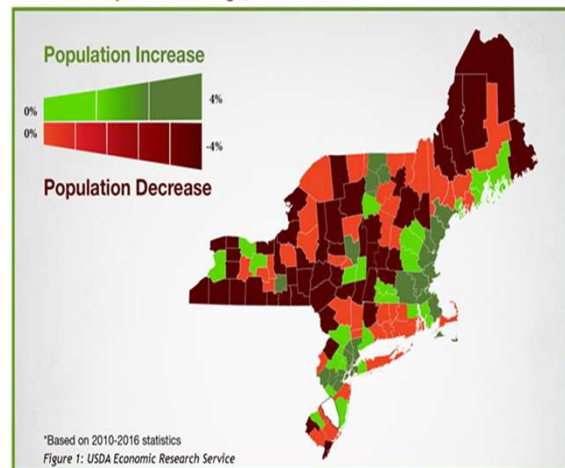 Population Increase
0%
4%
0%
-4%
Population Decrease
*Based on 2010-2016 statistics
Figure 1: USDA Economic Research Service